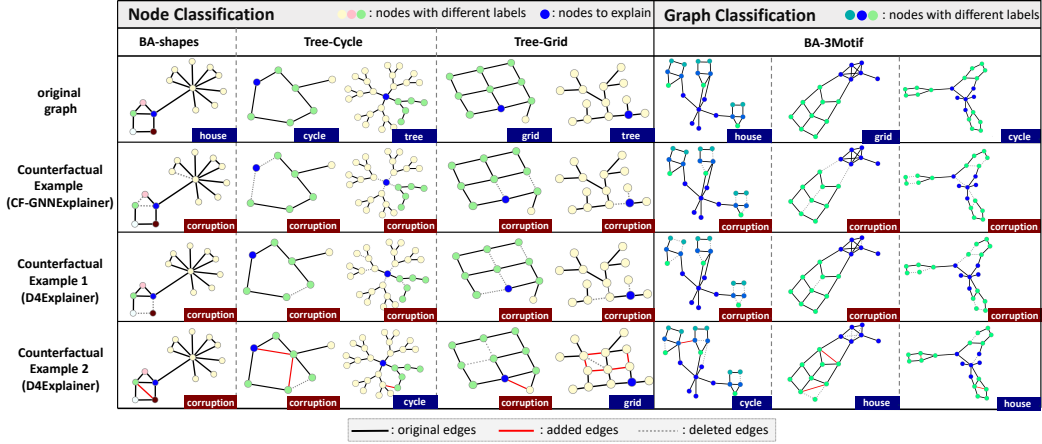 Node Classification : nodes with different labels : nodes to explain Graph Classification : nodes with different labels
BA-shapes Tree-Cycle Tree-Grid BA-3Motif
original
graph
house cycle tree grid tree house grid cycle
Counterfactual
Example
(CF-GNNExplainer)
corruption corruption corruption corruption corruption corruption corruption corruption
Counterfactual
Example 1
(D4Explainer)
corruption corruption corruption corruption corruption corruption corruption corruption
Counterfactual
Example 2
(D4Explainer)
corruption corruption cycle corruption grid cycle house house
: original edges : added edges : deleted edges